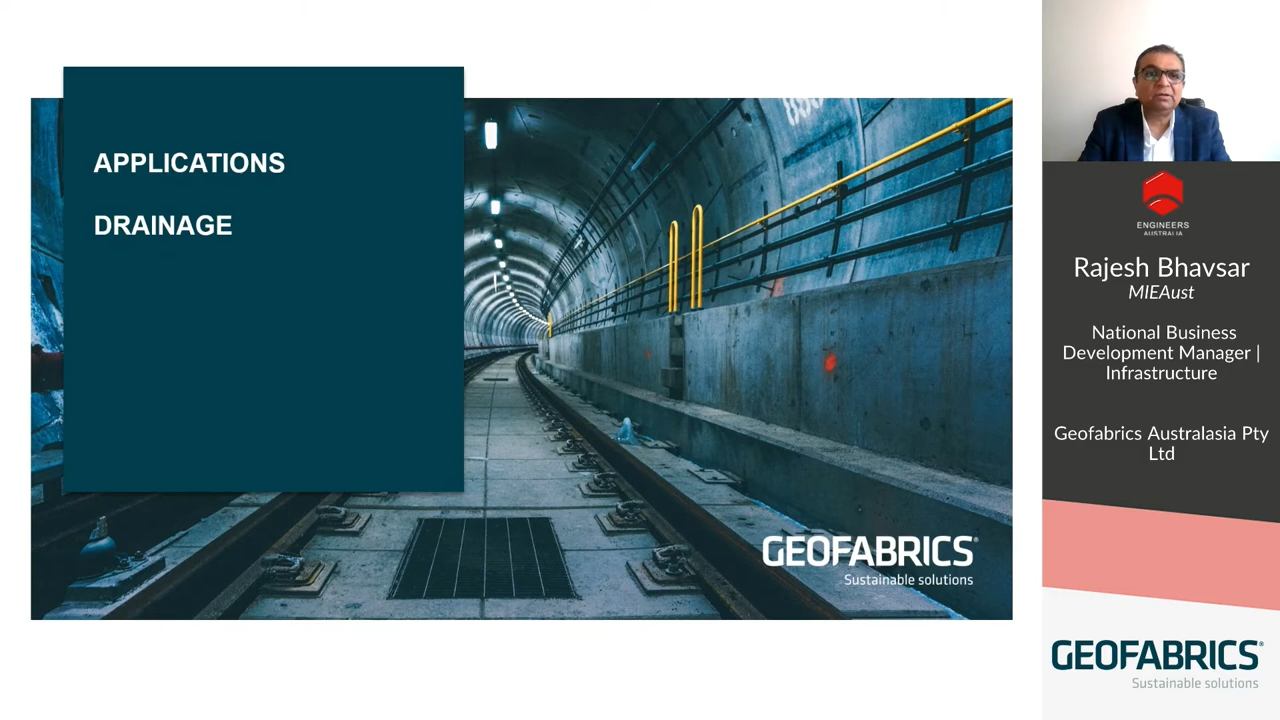 APPLICATIONS
DRAINAGE
GEOFABRICS®
Sustainable solutions
ENGINEERS
AUSTRALIA
Rajesh Bhavsar
MIEAust
National Business
Development Manager |
Infrastructure
Geofabrics Australasia Pty
Ltd
GEOFABRICS®
Sustainable solutions